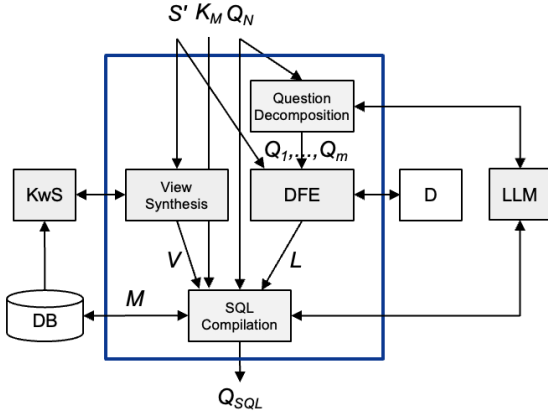 S' K_M Q_N
Question
Decomposition
Q_1,...,Q_m
KwS
View
Synthesis
DFE
D
LLM
V
L
M
DB
SQL
Compilation
Q_SQL